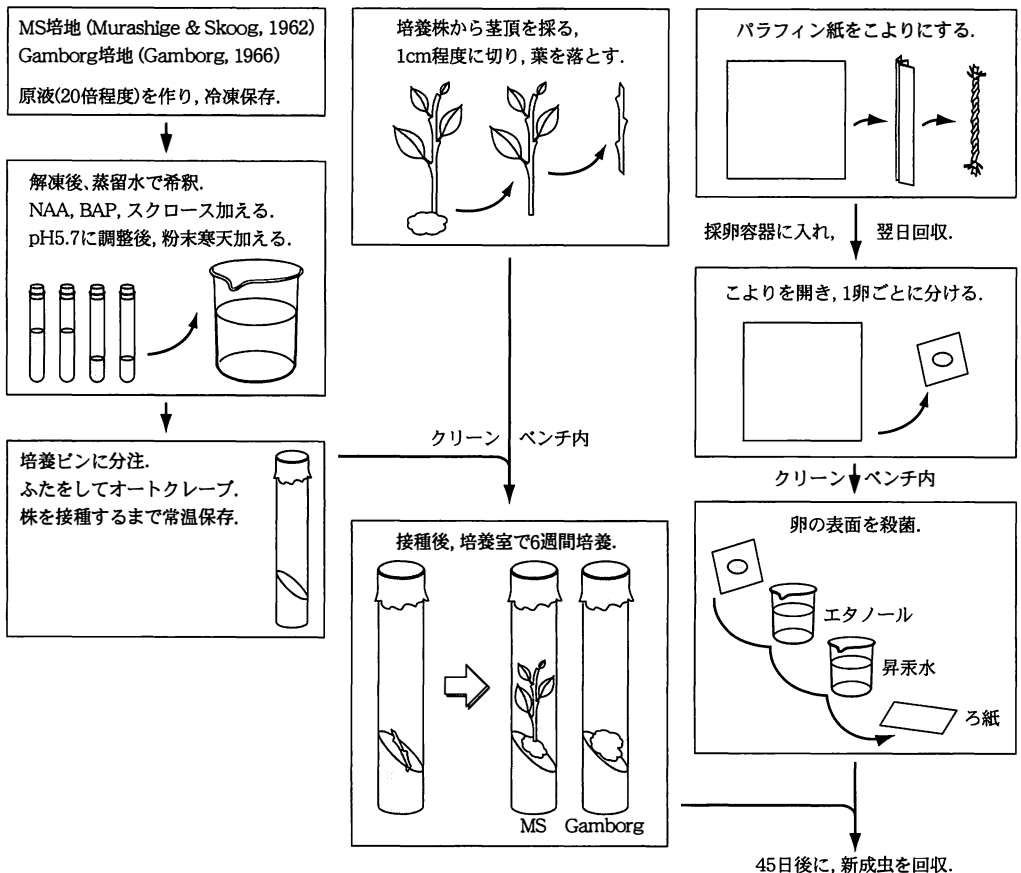 MS培地 (Murashige & Skoog, 1962)
Gamborg培地 (Gamborg, 1966)
原液(20倍程度)を作り, 冷凍保存.
解凍後、蒸留水で希釈.
NAA, BAP, スクロース加える.
pH5.7に調整後, 粉末寒天加える.
培養ビンに分注.
ふたをしてオートクレーブ.
株を接種するまで常温保存.
培養株から茎頂を採る,
1cm程度に切り, 葉を落とす.
クリーン ベンチ内
接種後, 培養室で6週間培養.
MS Gamborg
パラフィン紙をこよりにする.
採卵容器に入れ, 翌日回収.
こよりを開き, 1卵ごとに分ける.
クリーン ベンチ内
卵の表面を殺菌.
エタノール
昇汞水
ろ紙
45日後に, 新成虫を回収.